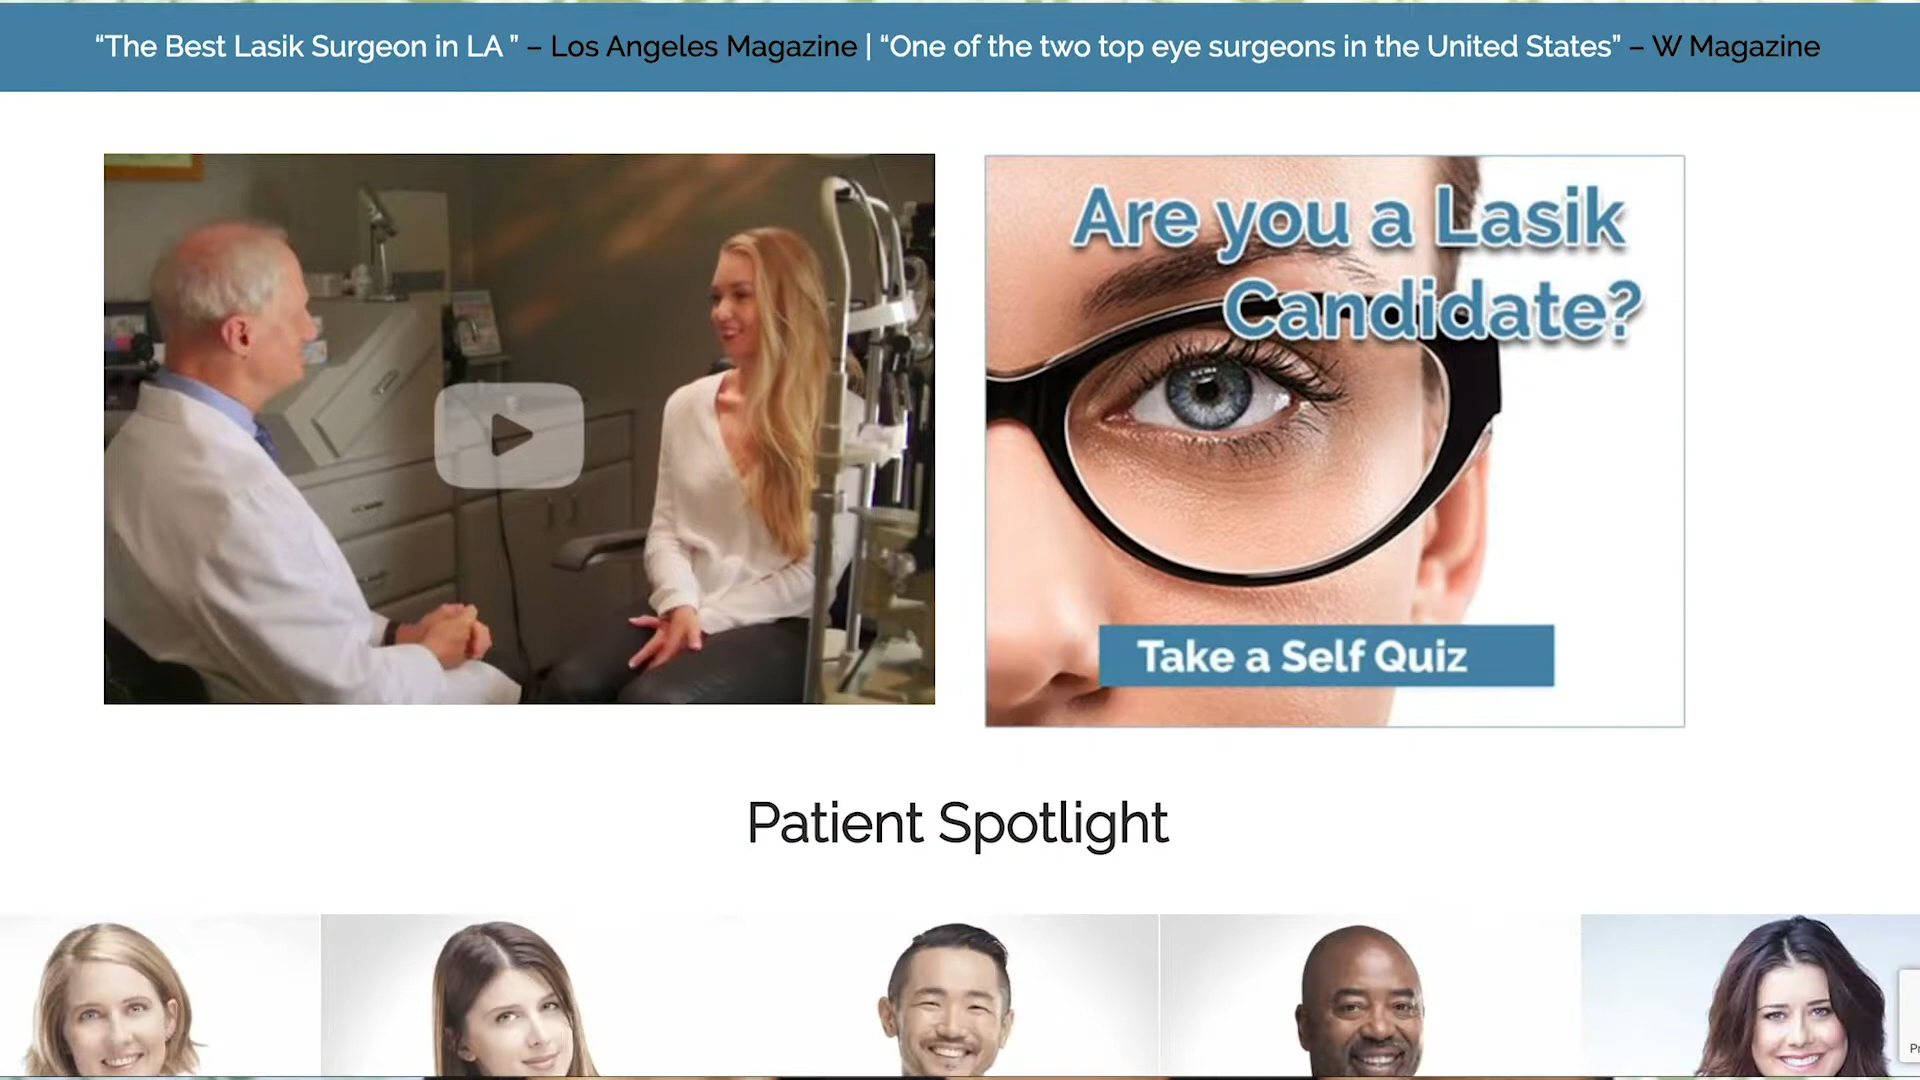 “The Best Lasik Surgeon in LA ” – Los Angeles Magazine | “One of the two top eye surgeons in the United States” – W Magazine
Are you a Lasik
Candidate?
Take a Self Quiz
Patient Spotlight